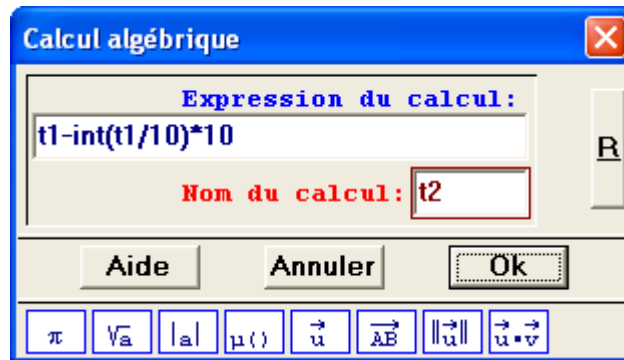 Calcul algébrique
Expression du calcul:
t1-int(t1/10)*10
R
Nom du calcul: t2
Aide Annuler Ok
π √a |a| μ() u⃗ AB⃗ ‖u⃗‖ u⃗•v⃗